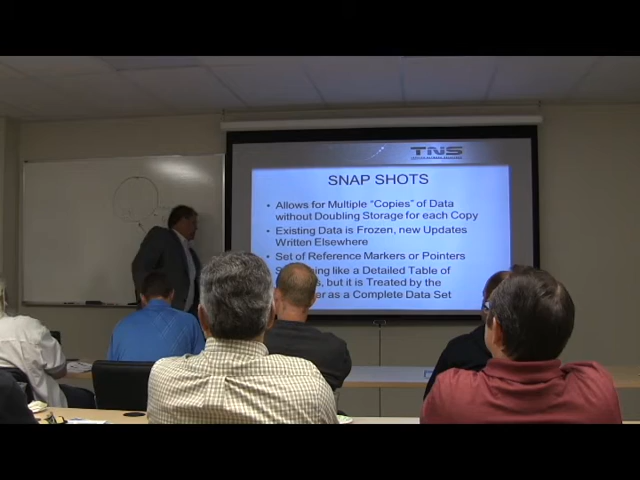 TNS
SNAP SHOTS
• Allows for Multiple "Copies" of Data
without Doubling Storage for each Copy
• Existing Data is Frozen, new Updates
Written Elsewhere
• Set of Reference Markers or Pointers
like a Detailed Table of
but it is Treated by the
as a Complete Data Set